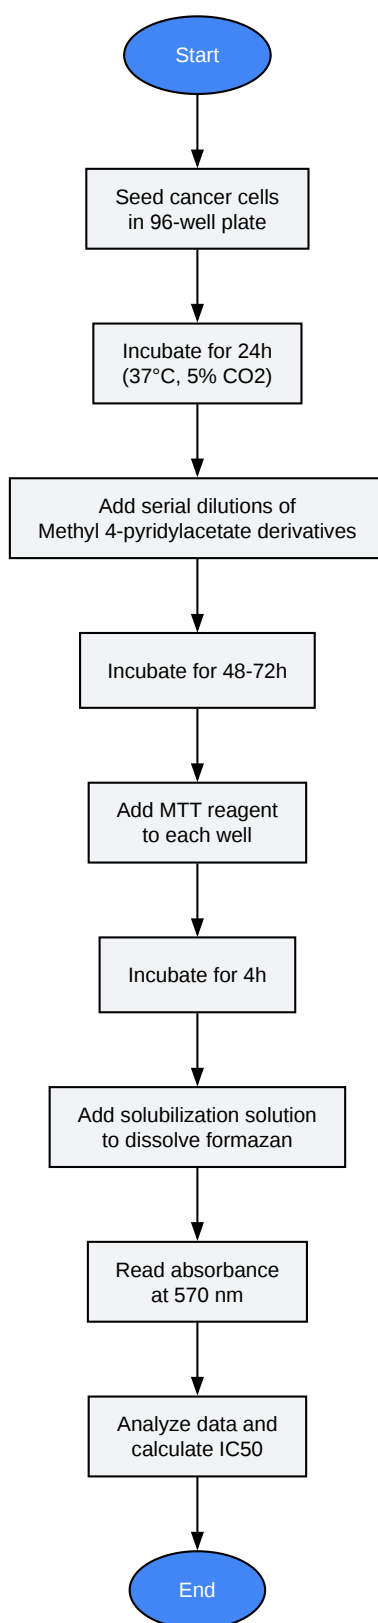 Start
Seed cancer cells
in 96-well plate
Incubate for 24h
(37°C, 5% CO2)
Add serial dilutions of
Methyl 4-pyridylacetate derivatives
Incubate for 48-72h
Add MTT reagent
to each well
Incubate for 4h
Add solubilization solution
to dissolve formazan
Read absorbance
at 570 nm
Analyze data and
calculate IC50
End